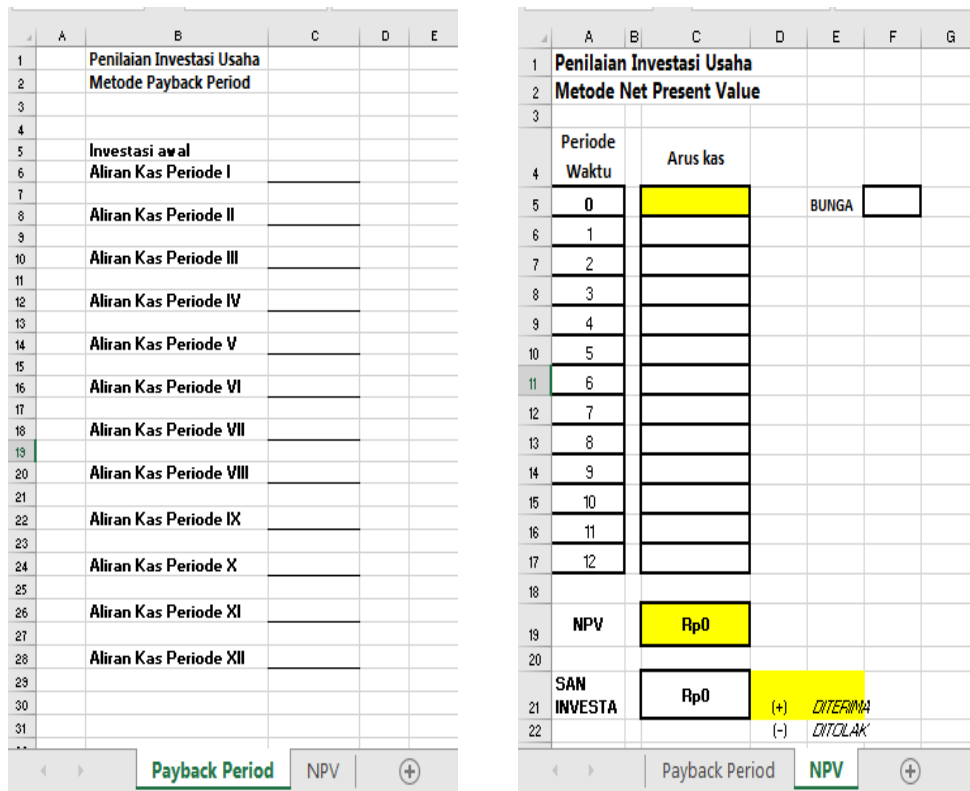 A B C D E
1 Penilaian Investasi Usaha
2 Metode Payback Period
3
4
5 Investasi awal
6 Aliran Kas Periode I
7
8 Aliran Kas Periode II
9
10 Aliran Kas Periode III
11
12 Aliran Kas Periode IV
13
14 Aliran Kas Periode V
15
16 Aliran Kas Periode VI
17
18 Aliran Kas Periode VII
19
20 Aliran Kas Periode VIII
21
22 Aliran Kas Periode IX
23
24 Aliran Kas Periode X
25
26 Aliran Kas Periode XI
27
28 Aliran Kas Periode XII
29
30
31
Payback Period NPV
A B C D E F G
1 Penilaian Investasi Usaha
2 Metode Net Present Value
3
Periode
4 Waktu Arus kas
5 0 BUNGA
6 1
7 2
8 3
9 4
10 5
11 6
12 7
13 8
14 9
15 10
16 11
17 12
18
19 NPV Rp0
20
SAN
21 INVESTA Rp0 (+) DITERIMA
22 (-) DITOLAK
Payback Period NPV